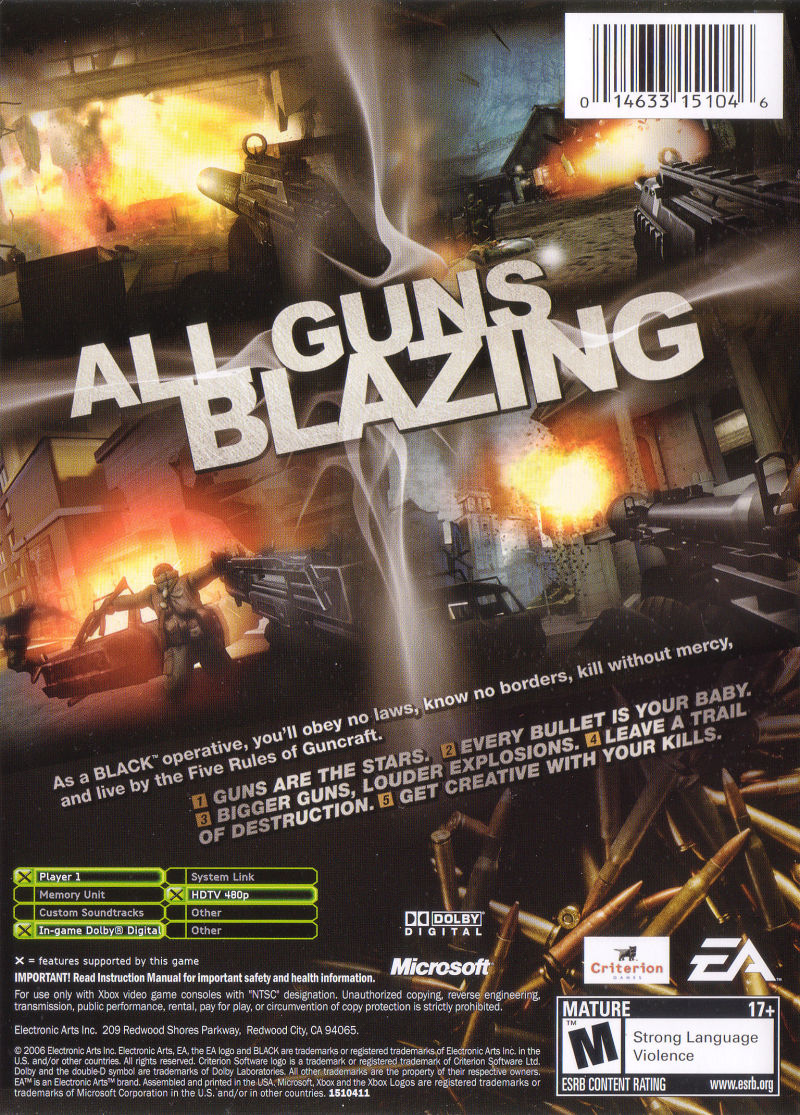 0 14633 15104 6
ALL GUNS
BLAZING
As a BLACK™ operative, you'll obey no laws, know no borders, kill without mercy,
and live by the Five Rules of Guncraft.
1 GUNS ARE THE STARS. 2 EVERY BULLET IS YOUR BABY.
3 BIGGER GUNS, LOUDER EXPLOSIONS. 4 LEAVE A TRAIL
OF DESTRUCTION. 5 GET CREATIVE WITH YOUR KILLS.
X Player 1
System Link
Memory Unit
X HDTV 480p
Custom Soundtracks
Other
X In-game Dolby® Digital
Other
X = features supported by this game
DOLBY
DIGITAL
Microsoft®
Criterion
GAMES
EA™
IMPORTANT! Read Instruction Manual for important safety and health information.
For use only with Xbox video game consoles with "NTSC" designation. Unauthorized copying, reverse engineering,
transmission, public performance, rental, pay for play, or circumvention of copy protection is strictly prohibited.
Electronic Arts Inc. 209 Redwood Shores Parkway, Redwood City, CA 94065.
© 2006 Electronic Arts Inc. Electronic Arts, EA, the EA logo and BLACK are trademarks or registered trademarks of Electronic Arts Inc. in the
U.S. and/or other countries. All rights reserved. Criterion Software logo is a trademark or registered trademark of Criterion Software Ltd.
Dolby and the double-D symbol are trademarks of Dolby Laboratories. All other trademarks are the property of their respective owners.
EA™ is an Electronic Arts™ brand. Assembled and printed in the USA. Microsoft, Xbox and the Xbox Logos are registered trademarks or
trademarks of Microsoft Corporation in the U.S. and/or in other countries. 1510411
MATURE 17+
TM
M
Strong Language
Violence
ESRB CONTENT RATING www.esrb.org